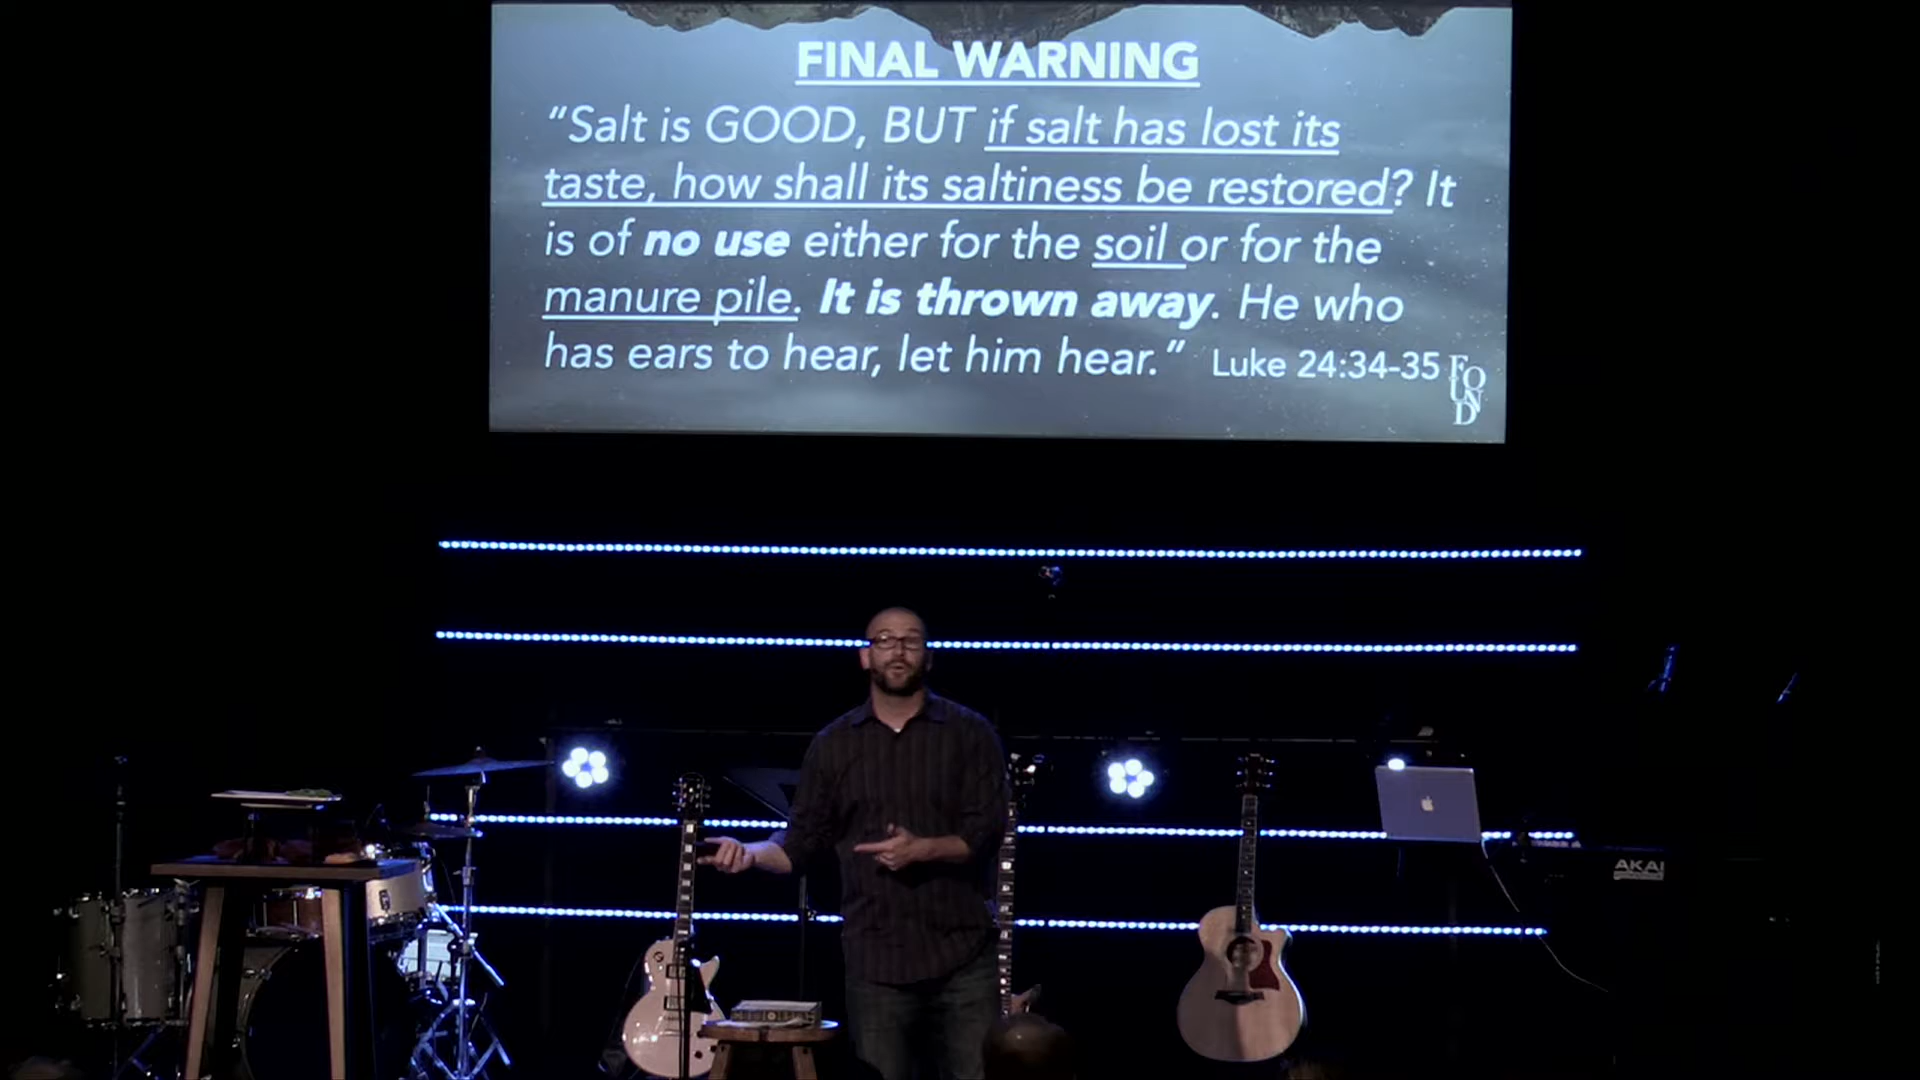 FINAL WARNING
“Salt is GOOD, BUT if salt has lost its
taste, how shall its saltiness be restored? It
is of no use either for the soil or for the
manure pile. It is thrown away. He who
has ears to hear, let him hear.” Luke 24:34-35
FOUND
AKAI